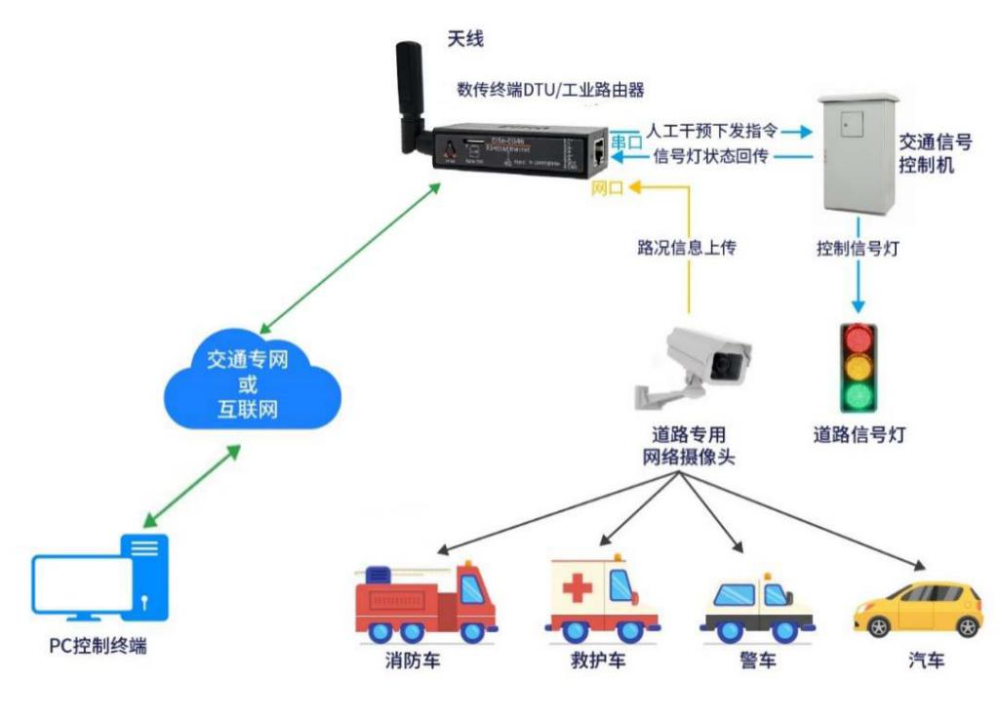 天线
数传终端DTU/工业路由器
人工干预下发指令
串口
信号灯状态回传
交通信号
控制机
网口
路况信息上传
控制信号灯
交通专网
或
互联网
道路专用
网络摄像头
道路信号灯
PC控制终端
消防车
救护车
警车
汽车